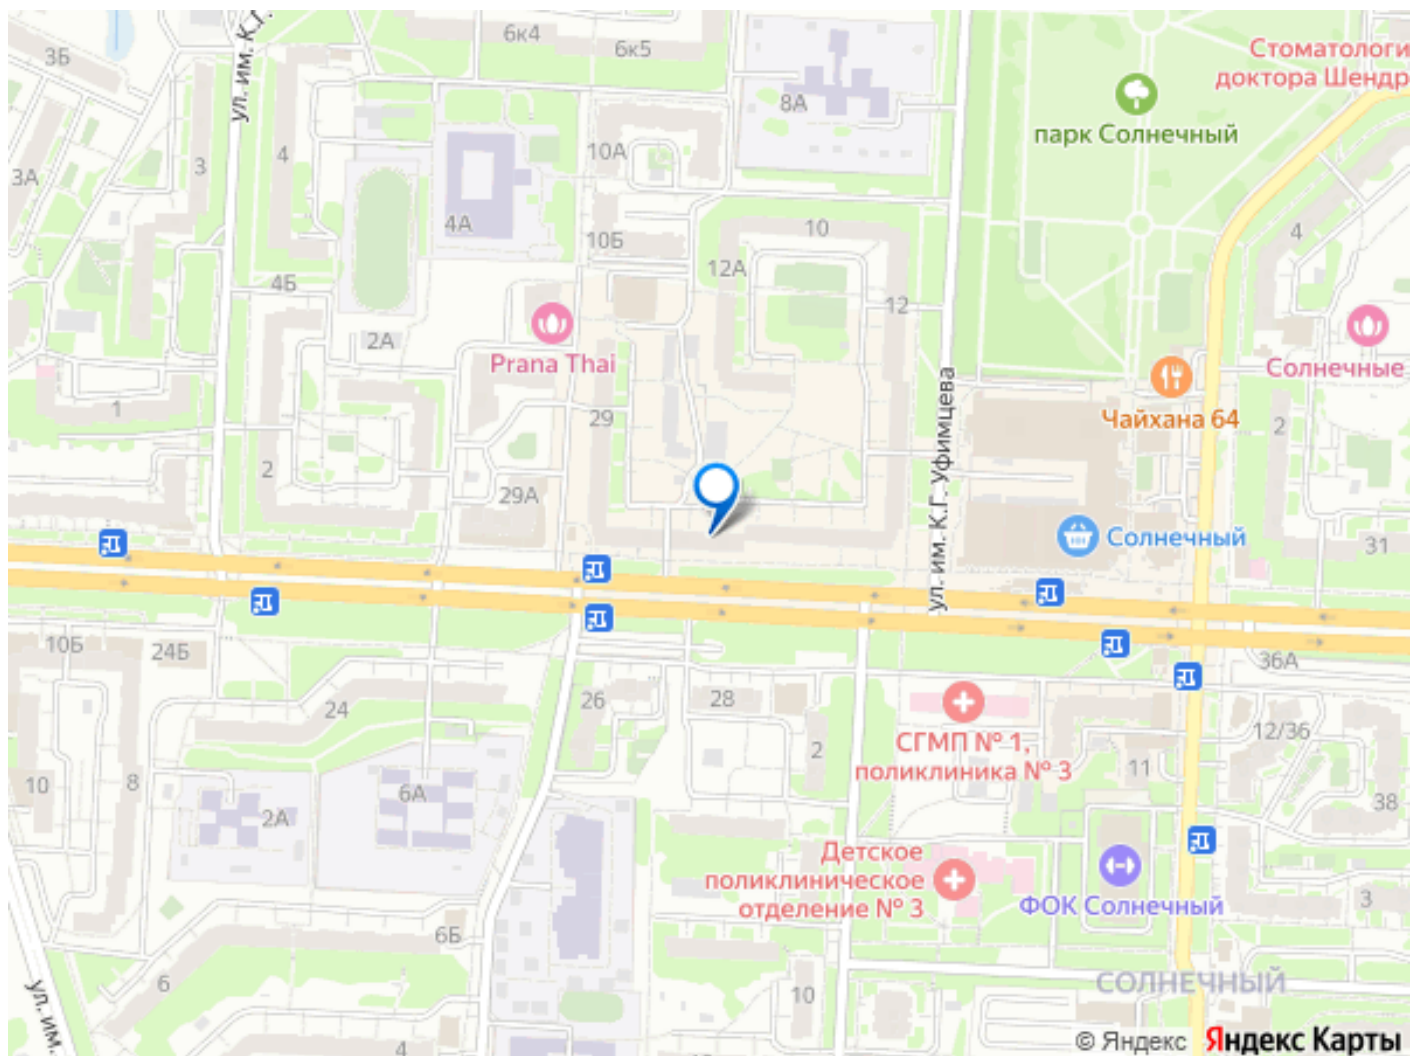 3Б
ул. им. К.Г.
6к4
6к5
Стоматологи
доктора Шендр
8А
парк Солнечный
3
4
10А
3А
4А
10Б
10
4
12А
4Б
12
2А
Prana Thai
Солнечные
Чайхана 64
1
29
2
ул. им. К.Г. Уфимцева
2
29А
Солнечный
31
10Б
24Б
36А
26
28
24
СГМП № 1,
поликлиника № 3
2
12/36
11
10
8
6А
2А
38
Детское
поликлиническое
отделение № 3
ФОК Солнечный
3
6Б
6
10
СОЛНЕЧНЫЙ
ул. им.
4
© Яндекс Яндекс Карты